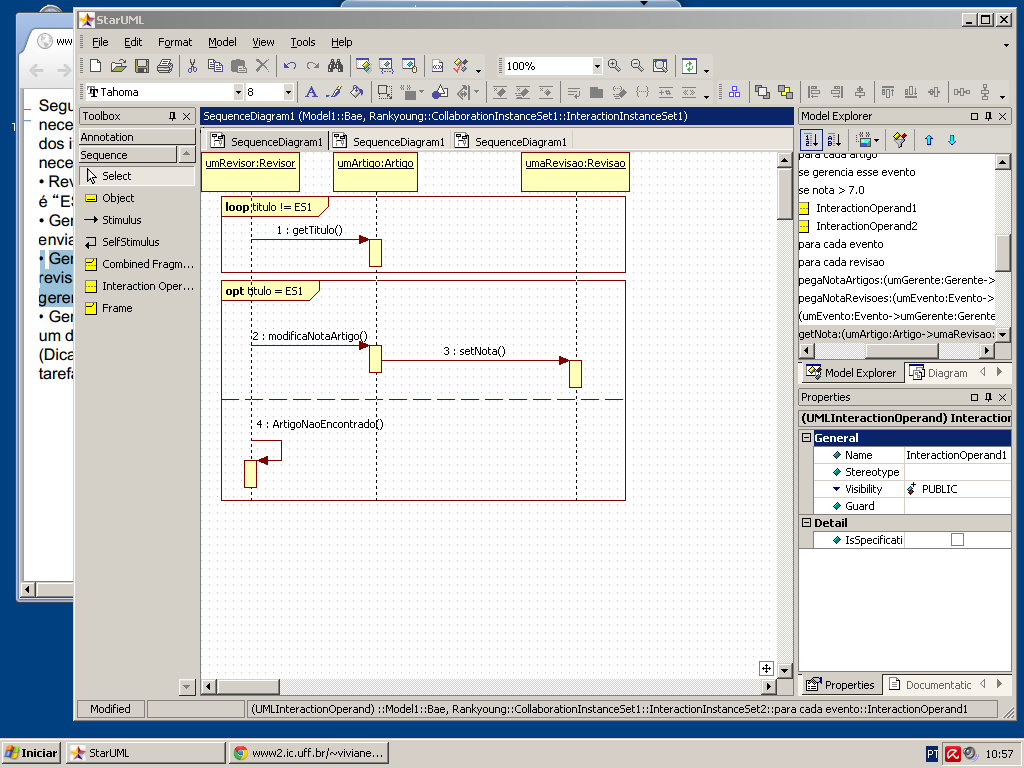 StarUML
www
File Edit Format Model View Tools Help
100%
Tahoma 8
Segu
nece
dos i
nece
• Rev
é “ES
• Ger
envia
• Ger
revis
gerer
• Ger
um d
(Dica
taref
Toolbox
Annotation
Sequence
Select
Object
Stimulus
SelfStimulus
Combined Fragm...
Interaction Oper...
Frame
SequenceDiagram1 (Model1::Bae, Rankyoung::CollaborationInstanceSet1::InteractionInstanceSet1)
SequenceDiagram1 SequenceDiagram1 SequenceDiagram1
umRevisor:Revisor umArtigo:Artigo umaRevisao:Revisao
loop titulo != ES1
1 : getTitulo()
opt titulo = ES1
2 : modificaNotaArtigo()
3 : setNota()
4 : ArtigoNaoEncontrado()
Model Explorer
para cada artigo
se gerencia esse evento
se nota > 7.0
InteractionOperand1
InteractionOperand2
para cada evento
para cada revisao
pegaNotaArtigos:(umGerente:Gerente->
pegaNotaRevisoes:(umEvento:Evento->
(umEvento:Evento->umGerente:Gerente
getNota:(umArtigo:Artigo->umaRevisao:
Model Explorer Diagram
Properties
(UMLInteractionOperand) Interaction
General
Name InteractionOperand1
Stereotype
Visibility PUBLIC
Guard
Detail
IsSpecificati
Properties Documentatic
Modified
(UMLInteractionOperand) ::Model1::Bae, Rankyoung::CollaborationInstanceSet1::InteractionInstanceSet2::para cada evento::InteractionOperand1
Iniciar StarUML www2.ic.uff.br/~viviane... PT 10:57